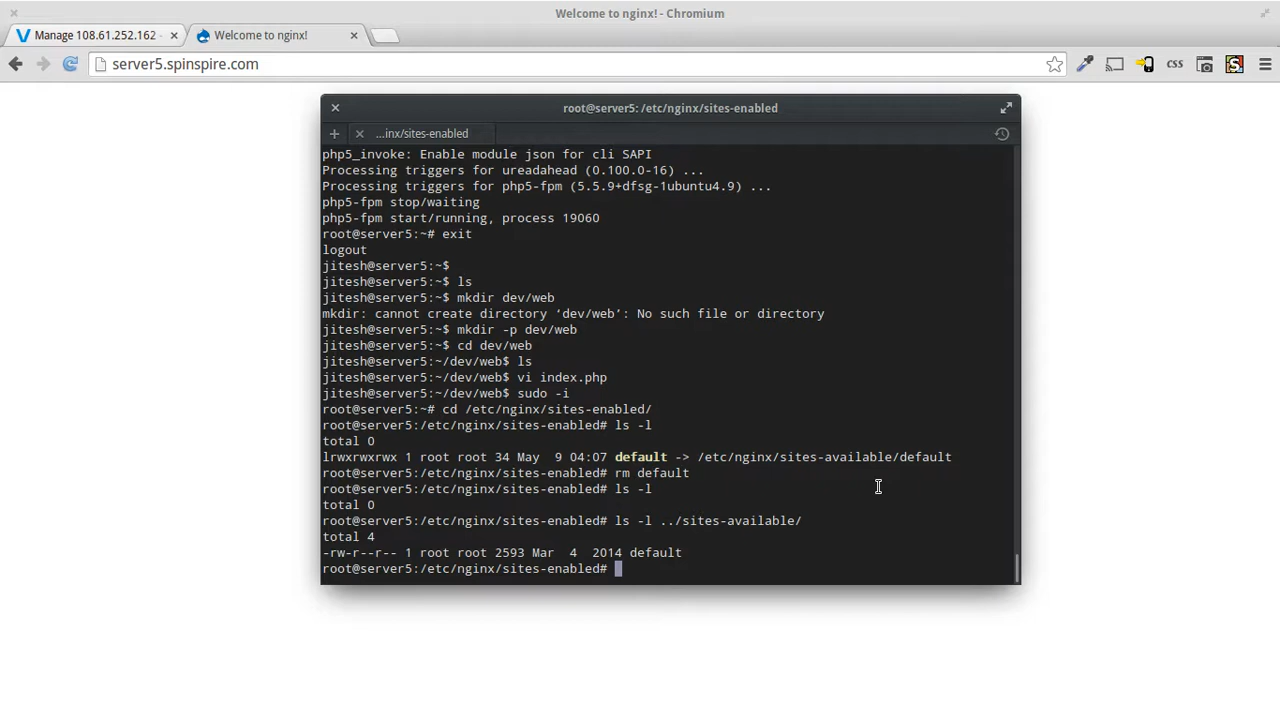 Welcome to nginx! - Chromium
Manage 108.61.252.162 -
Welcome to nginx!
server5.spinspire.com
CSS
S
root@server5: /etc/nginx/sites-enabled
...inx/sites-enabled
php5_invoke: Enable module json for cli SAPI
Processing triggers for ureadahead (0.100.0-16) ...
Processing triggers for php5-fpm (5.5.9+dfsg-1ubuntu4.9) ...
php5-fpm stop/waiting
php5-fpm start/running, process 19060
root@server5:~# exit
logout
jitesh@server5:~$
jitesh@server5:~$ ls
jitesh@server5:~$ mkdir dev/web
mkdir: cannot create directory ‘dev/web’: No such file or directory
jitesh@server5:~$ mkdir -p dev/web
jitesh@server5:~$ cd dev/web
jitesh@server5:~/dev/web$ ls
jitesh@server5:~/dev/web$ vi index.php
jitesh@server5:~/dev/web$ sudo -i
root@server5:~# cd /etc/nginx/sites-enabled/
root@server5:/etc/nginx/sites-enabled# ls -l
total 0
lrwxrwxrwx 1 root root 34 May  9 04:07 default -> /etc/nginx/sites-available/default
root@server5:/etc/nginx/sites-enabled# rm default
root@server5:/etc/nginx/sites-enabled# ls -l
total 0
root@server5:/etc/nginx/sites-enabled# ls -l ../sites-available/
total 4
-rw-r--r-- 1 root root 2593 Mar  4  2014 default
root@server5:/etc/nginx/sites-enabled#